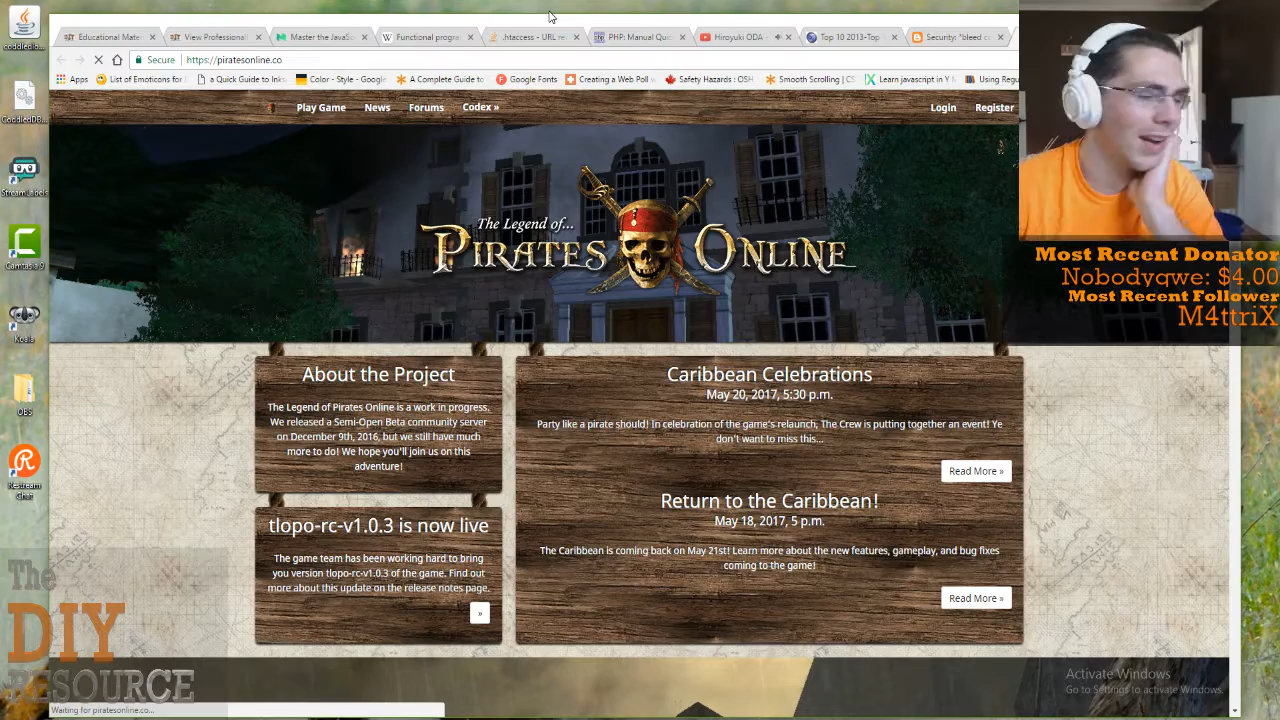 Educational Mate
View Professional
Master the JavaSc
Functional progra
.htaccess - URL re
PHP: Manual Quic
Hiroyuki ODA -
Top 10 2013-Top
Security: "bleed c
Secure
https://piratesonline.co
Apps
List of Emoticons for
a Quick Guide to Inks
Color - Style - Google
A Complete Guide to
Google Fonts
Creating a Web Poll w
Safety Hazards : OSH
Smooth Scrolling | CS
Learn javascript in Y M
Using Regu
Play Game
News
Forums
Codex »
Login
Register
The Legend of...
PIRATES ONLINE
About the Project
The Legend of Pirates Online is a work in progress.
We released a Semi-Open Beta community server
on December 9th, 2016, but we still have much
more to do! We hope you'll join us on this
adventure!
tlopo-rc-v1.0.3 is now live
The game team has been working hard to bring
you version tlopo-rc-v1.0.3 of the game. Find out
more about this update on the release notes page.
»
Caribbean Celebrations
May 20, 2017, 5:30 p.m.
Party like a pirate should! In celebration of the game's relaunch, The Crew is putting together an event! Ye
don't want to miss this...
Read More »
Return to the Caribbean!
May 18, 2017, 5 p.m.
The Caribbean is coming back on May 21st! Learn more about the new features, gameplay, and bug fixes
coming to the game!
Read More »
Most Recent Donator
Nobodyqwe: $4.00
Most Recent Follower
M4ttriX
StreamLabels
Camtasia 9
Koala
OBS
Restream
Chat
The
DIY
RESOURCE
Activate Windows
Go to Settings to activate Windows.
Waiting for piratesonline.co...